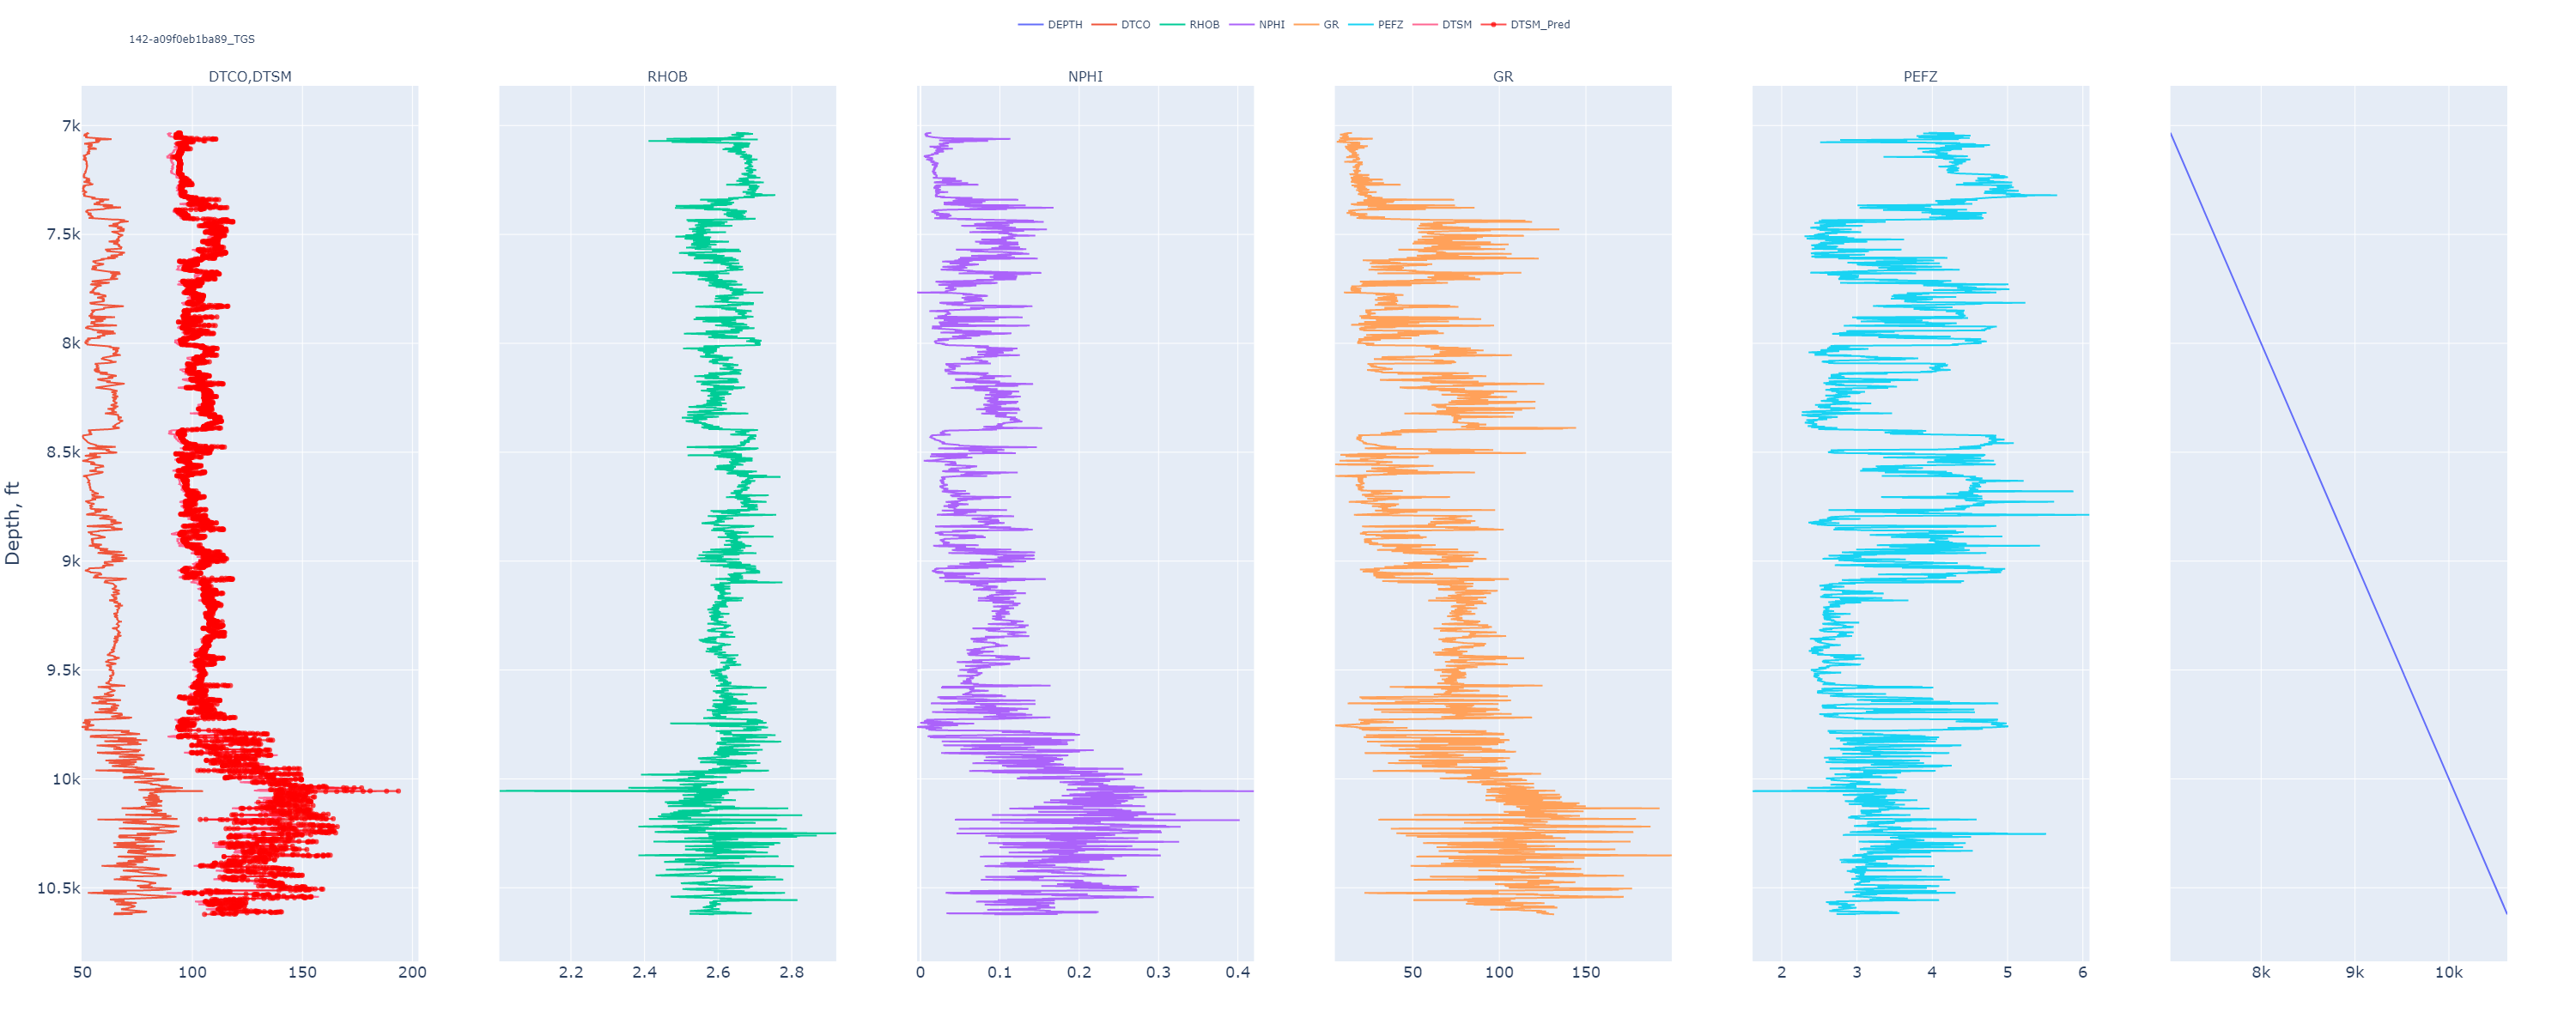 DEPTH DTCO RHOB NPHI GR PEFZ DTSM DTSM_Pred
142-a09f0eb1ba89_TGS
DTCO,DTSM RHOB NPHI GR PEFZ
7k
7.5k
8k
8.5k
9k
9.5k
10k
10.5k
Depth, ft
50 100 150 200 2.2 2.4 2.6 2.8 0 0.1 0.2 0.3 0.4 50 100 150 2 3 4 5 6 8k 9k 10k